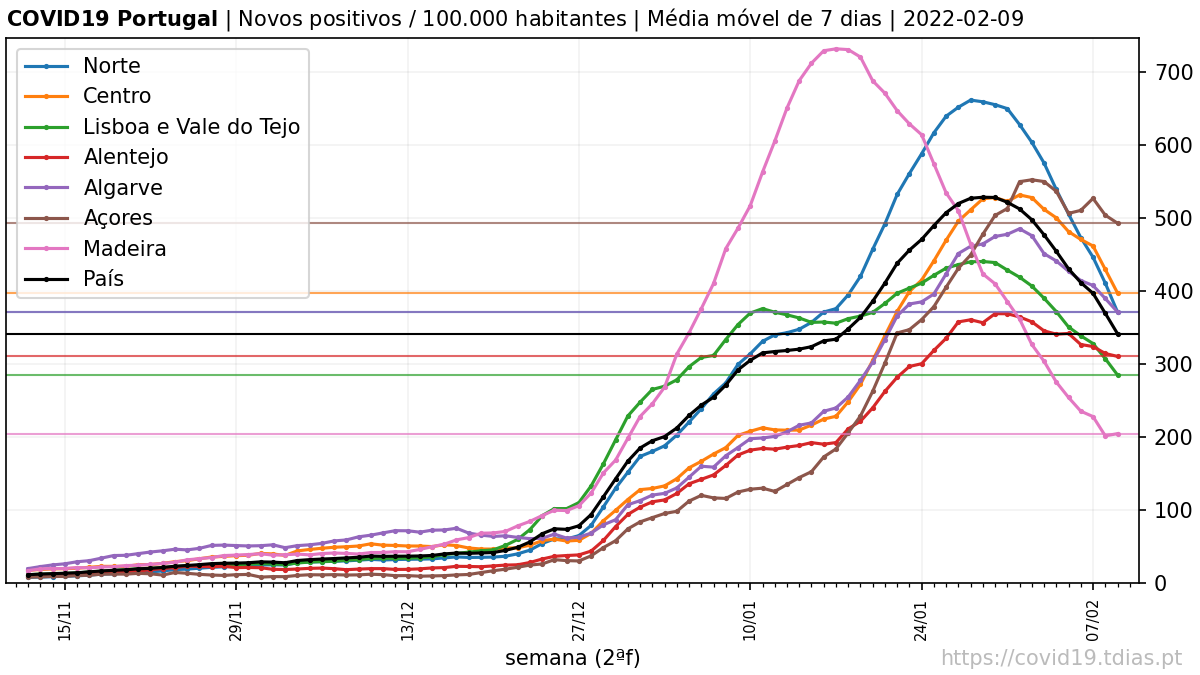 COVID19 Portugal | Novos positivos / 100.000 habitantes | Média móvel de 7 dias | 2022-02-09
Norte
Centro
Lisboa e Vale do Tejo
Alentejo
Algarve
Açores
Madeira
País
700
600
500
400
300
200
100
0
15/11
29/11
13/12
27/12
10/01
24/01
07/02
semana (2ªf)
https://covid19.tdias.pt